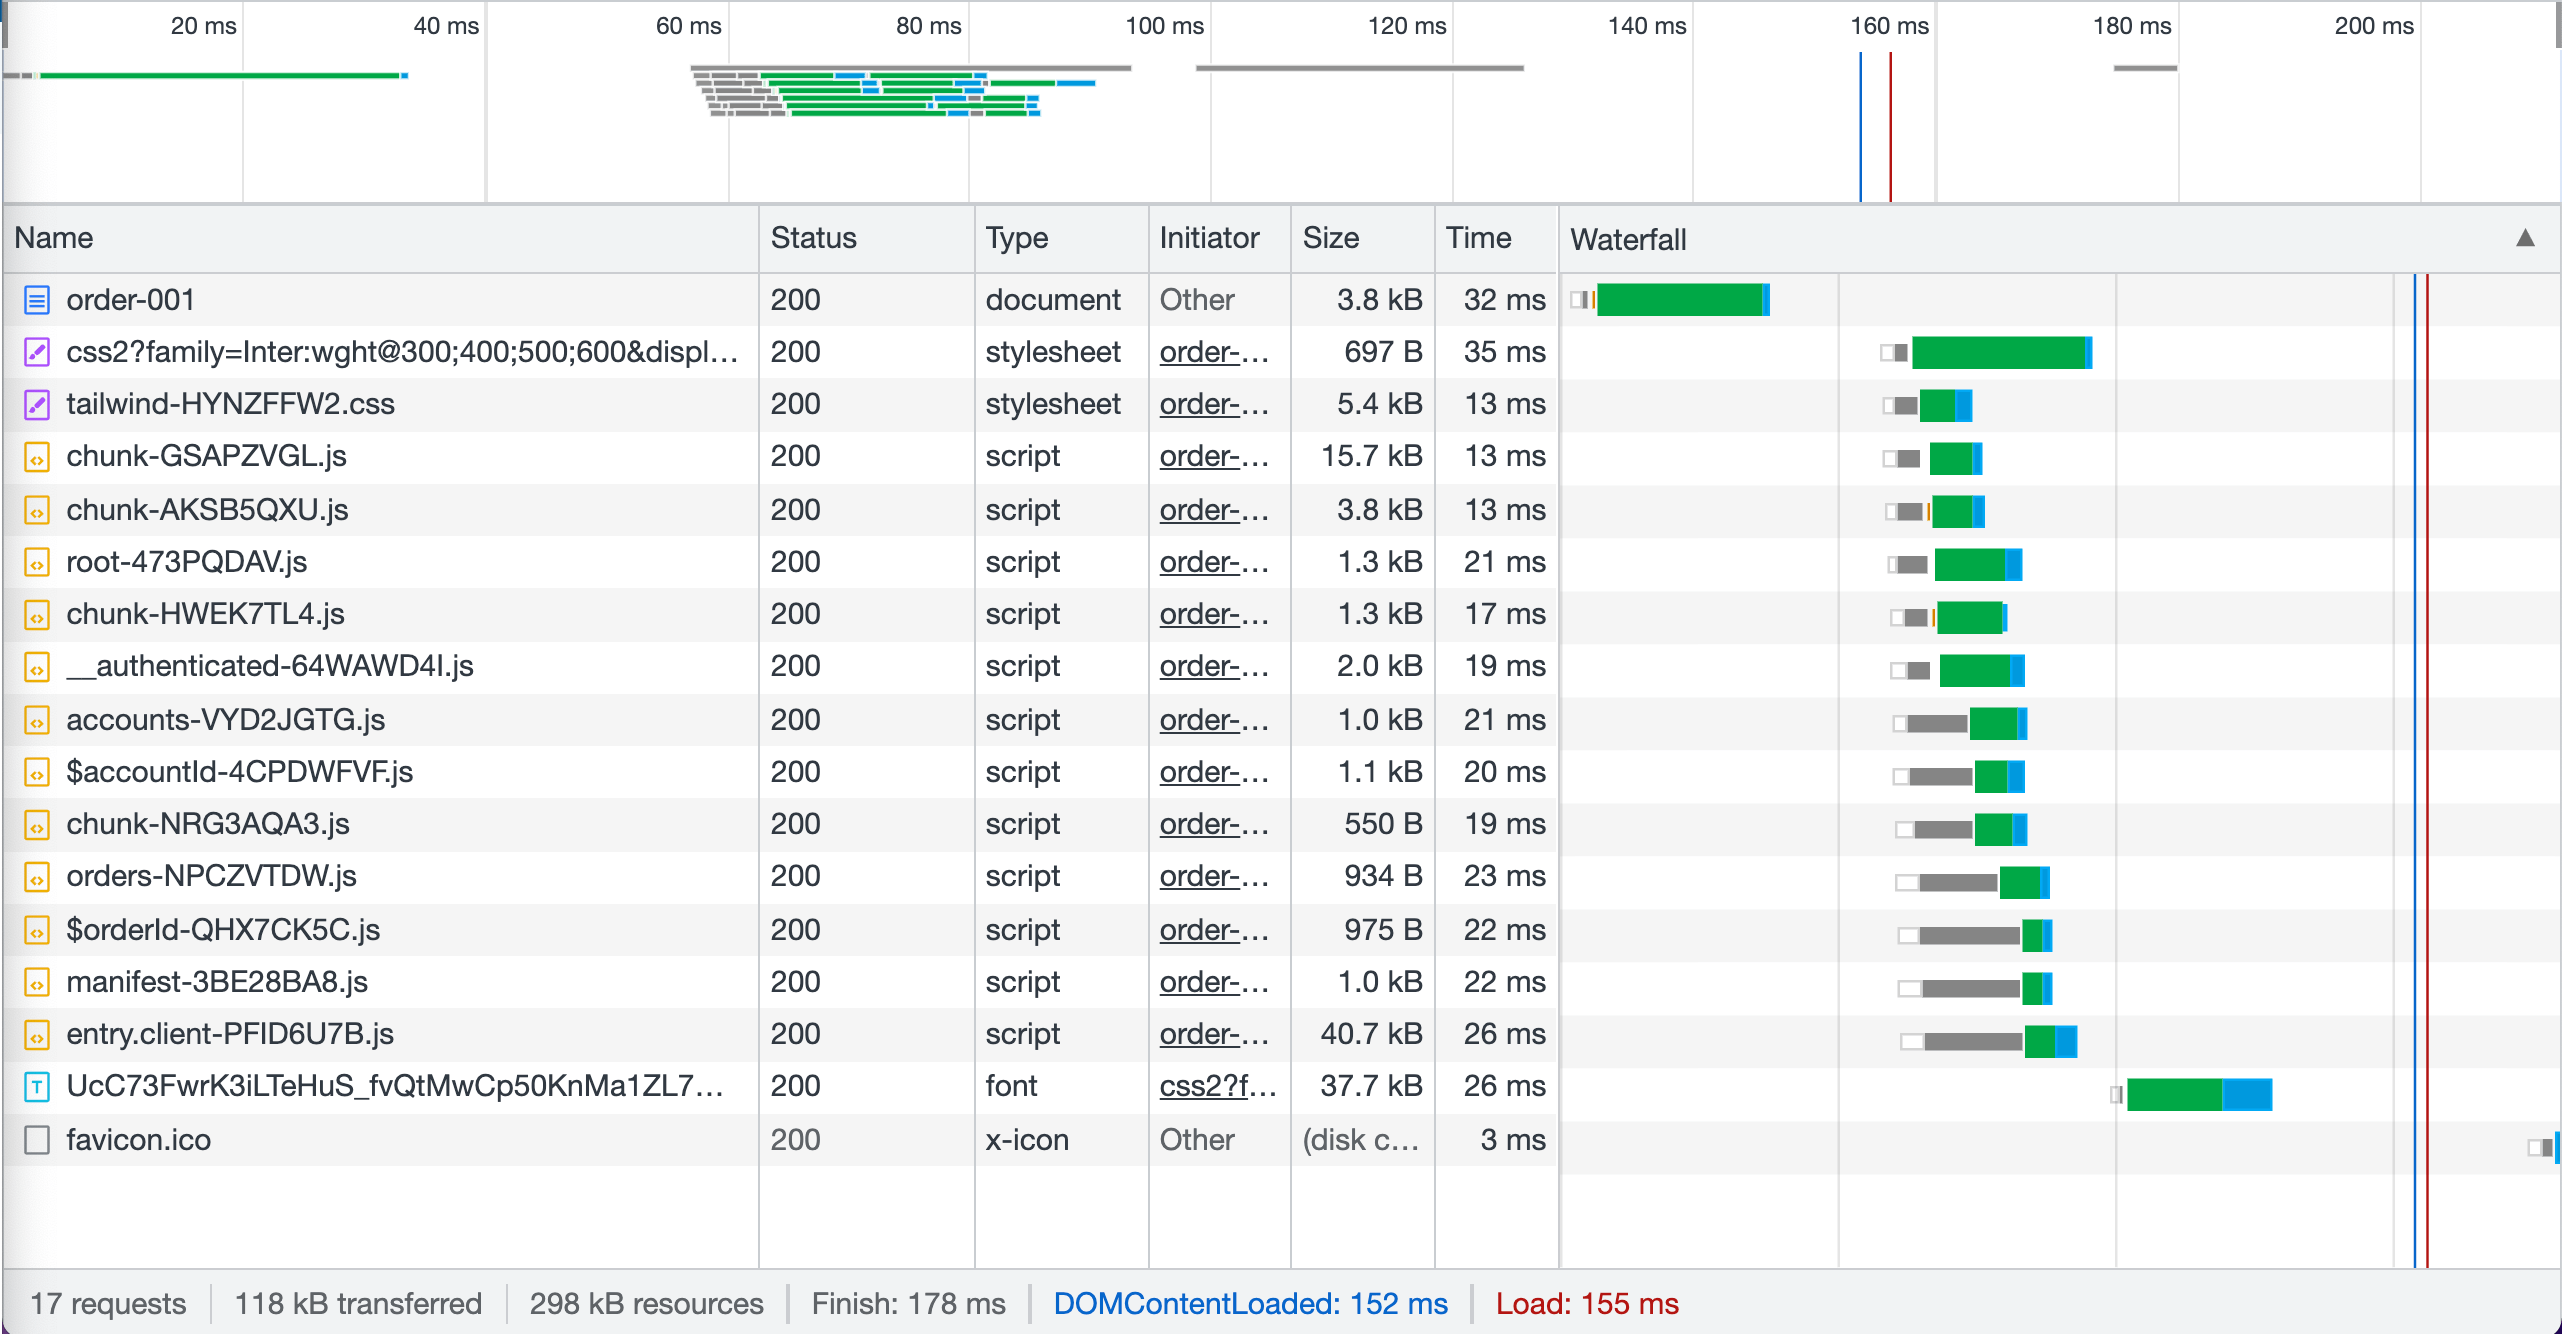 20 ms 40 ms 60 ms 80 ms 100 ms 120 ms 140 ms 160 ms 180 ms 200 ms
Name Status Type Initiator Size Time Waterfall ▲
order-001 200 document Other 3.8 kB 32 ms
css2?family=Inter:wght@300;400;500;600&displ... 200 stylesheet order-... 697 B 35 ms
tailwind-HYNZFFW2.css 200 stylesheet order-... 5.4 kB 13 ms
chunk-GSAPZVGL.js 200 script order-... 15.7 kB 13 ms
chunk-AKSB5QXU.js 200 script order-... 3.8 kB 13 ms
root-473PQDAV.js 200 script order-... 1.3 kB 21 ms
chunk-HWEK7TL4.js 200 script order-... 1.3 kB 17 ms
__authenticated-64WAWD4I.js 200 script order-... 2.0 kB 19 ms
accounts-VYD2JGTG.js 200 script order-... 1.0 kB 21 ms
$accountId-4CPDWFVF.js 200 script order-... 1.1 kB 20 ms
chunk-NRG3AQA3.js 200 script order-... 550 B 19 ms
orders-NPCZVTDW.js 200 script order-... 934 B 23 ms
$orderId-QHX7CK5C.js 200 script order-... 975 B 22 ms
manifest-3BE28BA8.js 200 script order-... 1.0 kB 22 ms
entry.client-PFID6U7B.js 200 script order-... 40.7 kB 26 ms
UcC73FwrK3iLTeHuS_fvQtMwCp50KnMa1ZL7... 200 font css2?f... 37.7 kB 26 ms
favicon.ico 200 x-icon Other (disk c... 3 ms
17 requests 118 kB transferred 298 kB resources Finish: 178 ms DOMContentLoaded: 152 ms Load: 155 ms